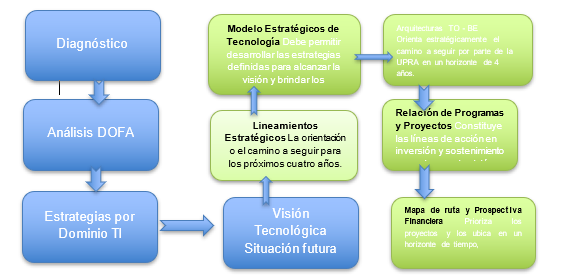 Diagnóstico
Análisis DOFA
Estrategias por
Dominio TI
Visión
Tecnológica
Situación futura
Lineamientos
Estratégicos La orientación
o el camino a seguir para
los próximos cuatro años.
Modelo Estratégicos de
Tecnología Debe permitir
desarrollar las estrategias
definidas para alcanzar la
visión y brindar los
Arquitecturas TO - BE
Orienta estratégicamente el
camino a seguir por parte de la
UPRA en un horizonte de 4
años.
Relación de Programas
y Proyectos Constituye
las líneas de acción en
inversión y sostenimiento
Mapa de ruta y Prospectiva
Financiera Prioriza los
proyectos y los ubica en un
horizonte de tiempo,